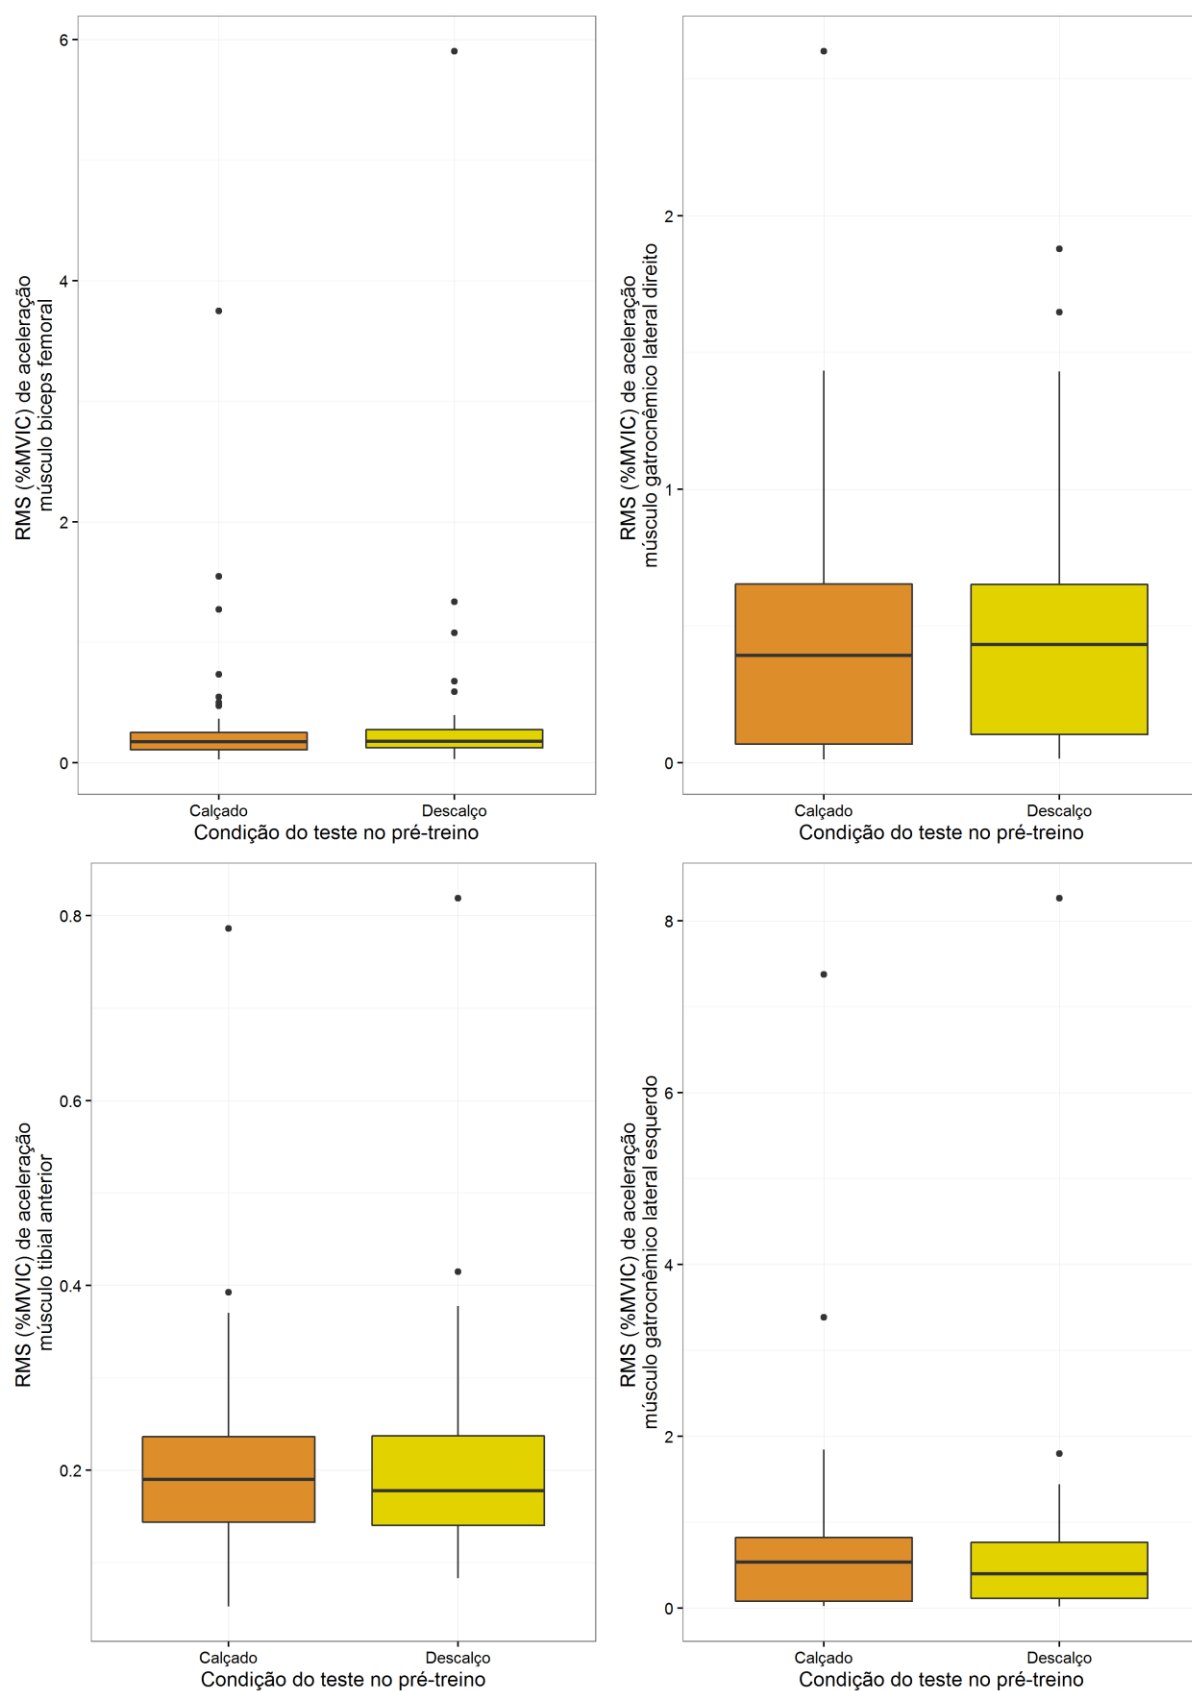 RMS (%MVIC) de aceleração
músculo biceps femoral
6
4
2
0
Calçado Descalço
Condição do teste no pré-treino
RMS (%MVIC) de aceleração
músculo gatrocnêmico lateral direito
2
1
0
Calçado Descalço
Condição do teste no pré-treino
RMS (%MVIC) de aceleração
músculo tibial anterior
0.8
0.6
0.4
0.2
Calçado Descalço
Condição do teste no pré-treino
RMS (%MVIC) de aceleração
músculo gatrocnêmico lateral esquerdo
8
6
4
2
0
Calçado Descalço
Condição do teste no pré-treino